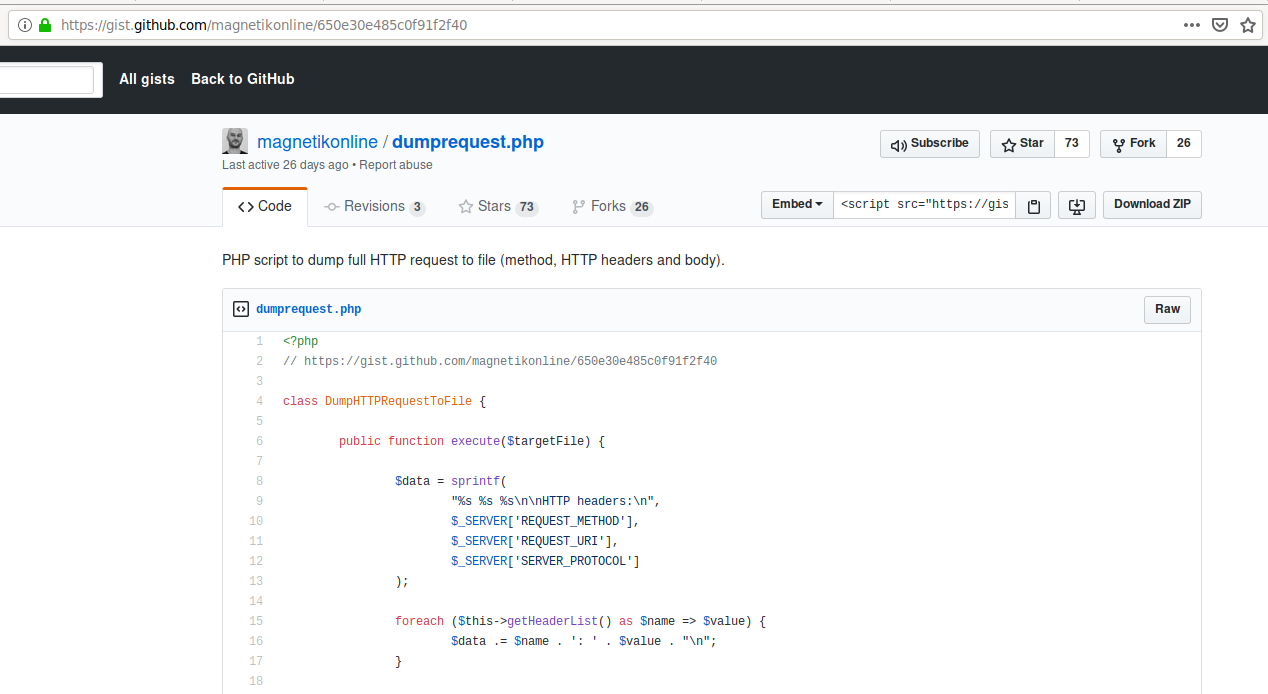 https://gist.github.com/magnetikonline/650e30e485c0f91f2f40
All gists Back to GitHub
magnetikonline / dumprequest.php
Last active 26 days ago • Report abuse
Subscribe Star 73 Fork 26
Code Revisions 3 Stars 73 Forks 26 Embed <script src="https://gis Download ZIP
PHP script to dump full HTTP request to file (method, HTTP headers and body).
dumprequest.php Raw
1 <?php
2 // https://gist.github.com/magnetikonline/650e30e485c0f91f2f40
3
4 class DumpHTTPRequestToFile {
5
6 public function execute($targetFile) {
7
8 $data = sprintf(
9 "%s %s %s\n\nHTTP headers:\n",
10 $_SERVER['REQUEST_METHOD'],
11 $_SERVER['REQUEST_URI'],
12 $_SERVER['SERVER_PROTOCOL']
13 );
14
15 foreach ($this->getHeaderList() as $name => $value) {
16 $data .= $name . ': ' . $value . "\n";
17 }
18